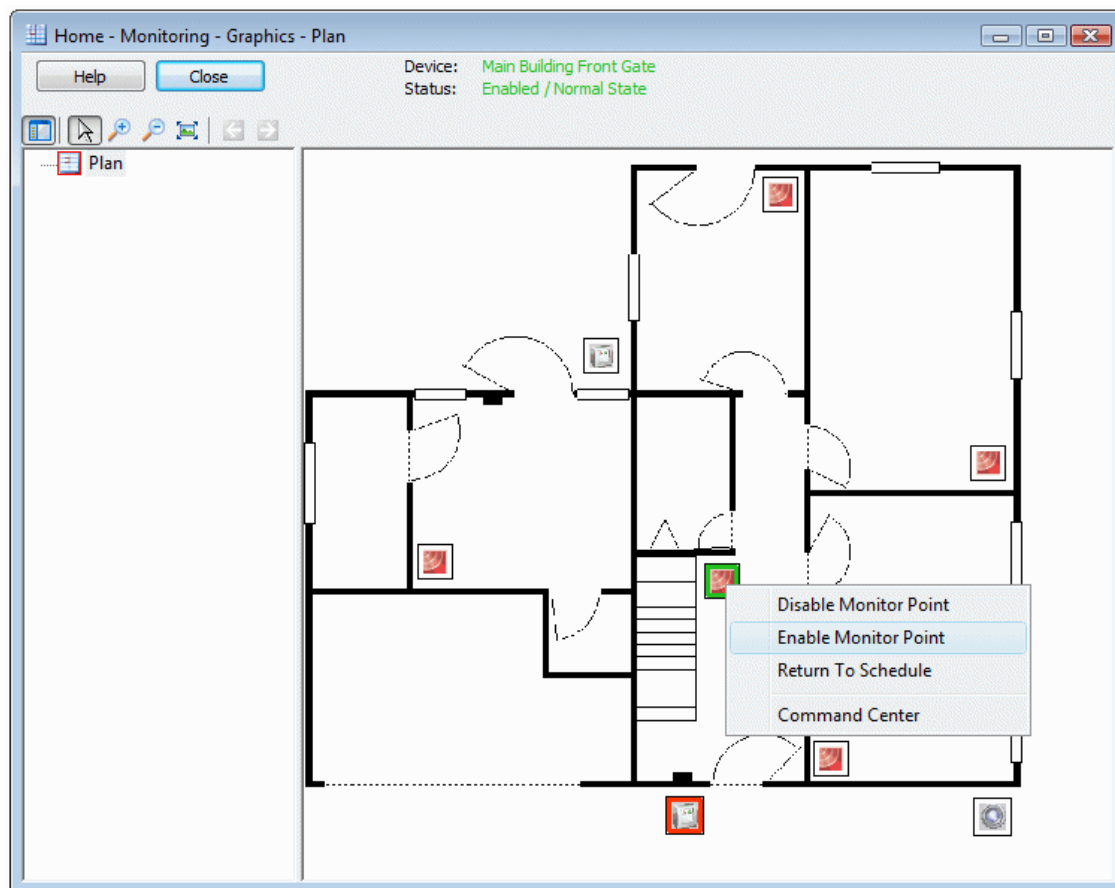 Home - Monitoring - Graphics - Plan
Help
Close
Device: Main Building Front Gate
Status: Enabled / Normal State
Plan
Disable Monitor Point
Enable Monitor Point
Return To Schedule
Command Center